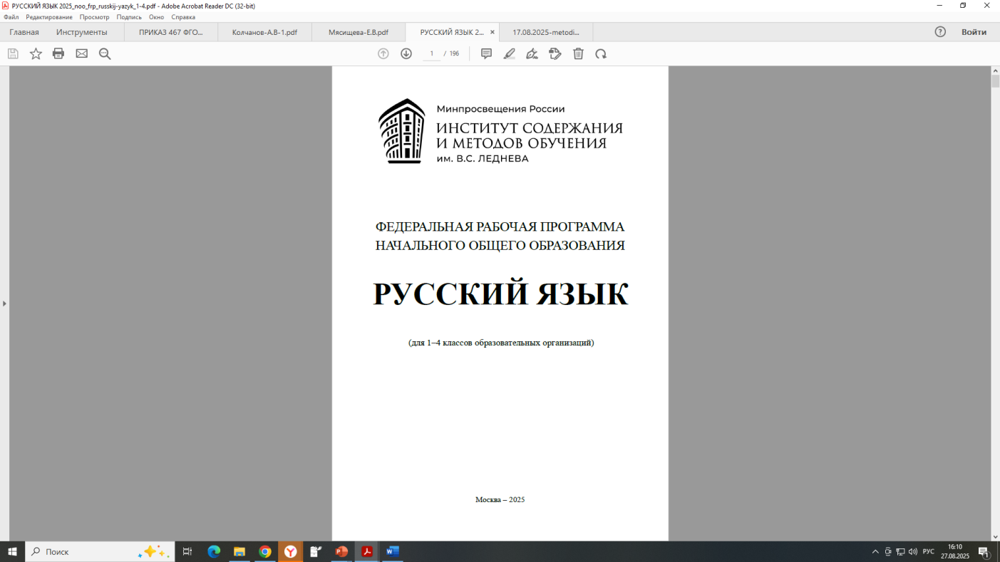 РУССКИЙ ЯЗЫК 2025_noo_frp_russkij-yazyk_1-4.pdf - Adobe Acrobat Reader DC (32-bit)
Файл Редактирование Просмотр Подпись Окно Справка
Главная Инструменты ПРИКАЗ 467 ФГО... Колчанов-А.В-1.pdf Мясищева-Е.В.pdf РУССКИЙ ЯЗЫК 2... × 17.08.2025-metodi... Войти
1 / 196
Минпросвещения России
ИНСТИТУТ СОДЕРЖАНИЯ
И МЕТОДОВ ОБУЧЕНИЯ
им. В.С. ЛЕДНЕВА
ФЕДЕРАЛЬНАЯ РАБОЧАЯ ПРОГРАММА
НАЧАЛЬНОГО ОБЩЕГО ОБРАЗОВАНИЯ
РУССКИЙ ЯЗЫК
(для 1–4 классов образовательных организаций)
Москва – 2025
Поиск
РУС
16:10
27.08.2025
1